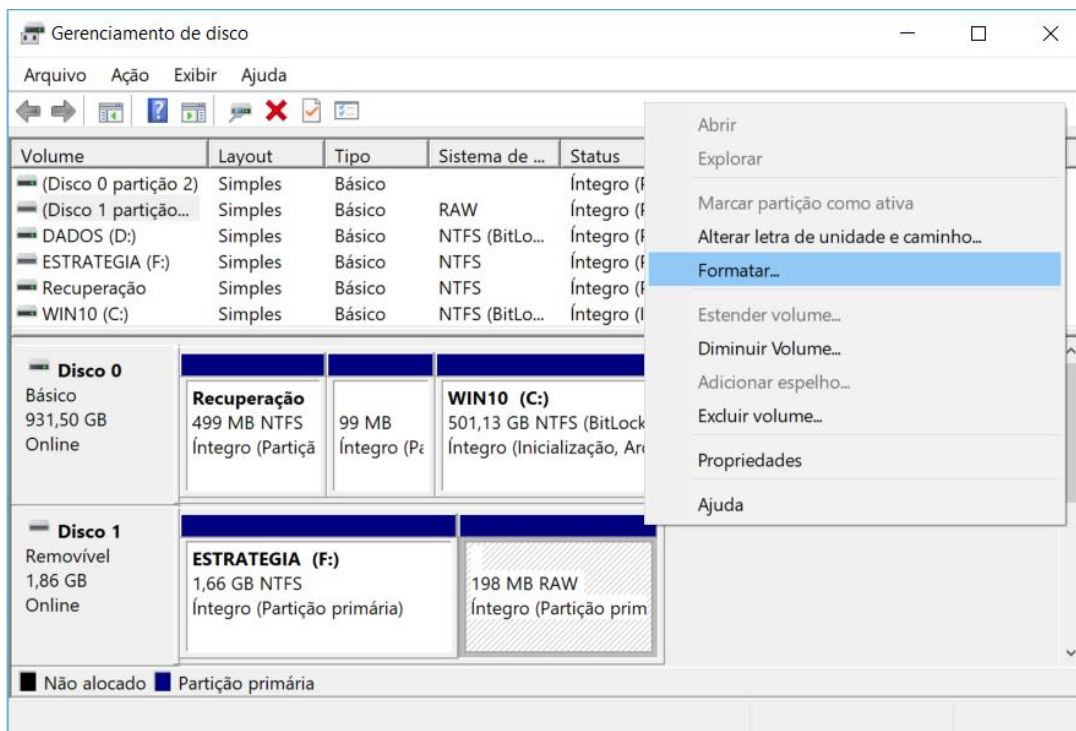 Gerenciamento de disco
Arquivo Ação Exibir Ajuda
Volume Layout Tipo Sistema de ... Status
(Disco 0 partição 2) Simples Básico Íntegro (
(Disco 1 partição... Simples Básico RAW Íntegro (
DADOS (D:) Simples Básico NTFS (BitLo... Íntegro (
ESTRATEGIA (F:) Simples Básico NTFS Íntegro (
Recuperação Simples Básico NTFS Íntegro (
WIN10 (C:) Simples Básico NTFS (BitLo... Íntegro (I
Abrir
Explorar
Marcar partição como ativa
Alterar letra de unidade e caminho...
Formatar...
Estender volume...
Diminuir Volume...
Adicionar espelho...
Excluir volume...
Propriedades
Ajuda
Disco 0
Básico
931,50 GB
Online
Recuperação
499 MB NTFS
Íntegro (Partiçã
99 MB
Íntegro (Pa
WIN10 (C:)
501,13 GB NTFS (BitLock
Íntegro (Inicialização, Arq
Disco 1
Removível
1,86 GB
Online
ESTRATEGIA (F:)
1,66 GB NTFS
Íntegro (Partição primária)
198 MB RAW
Íntegro (Partição prim
Não alocado Partição primária